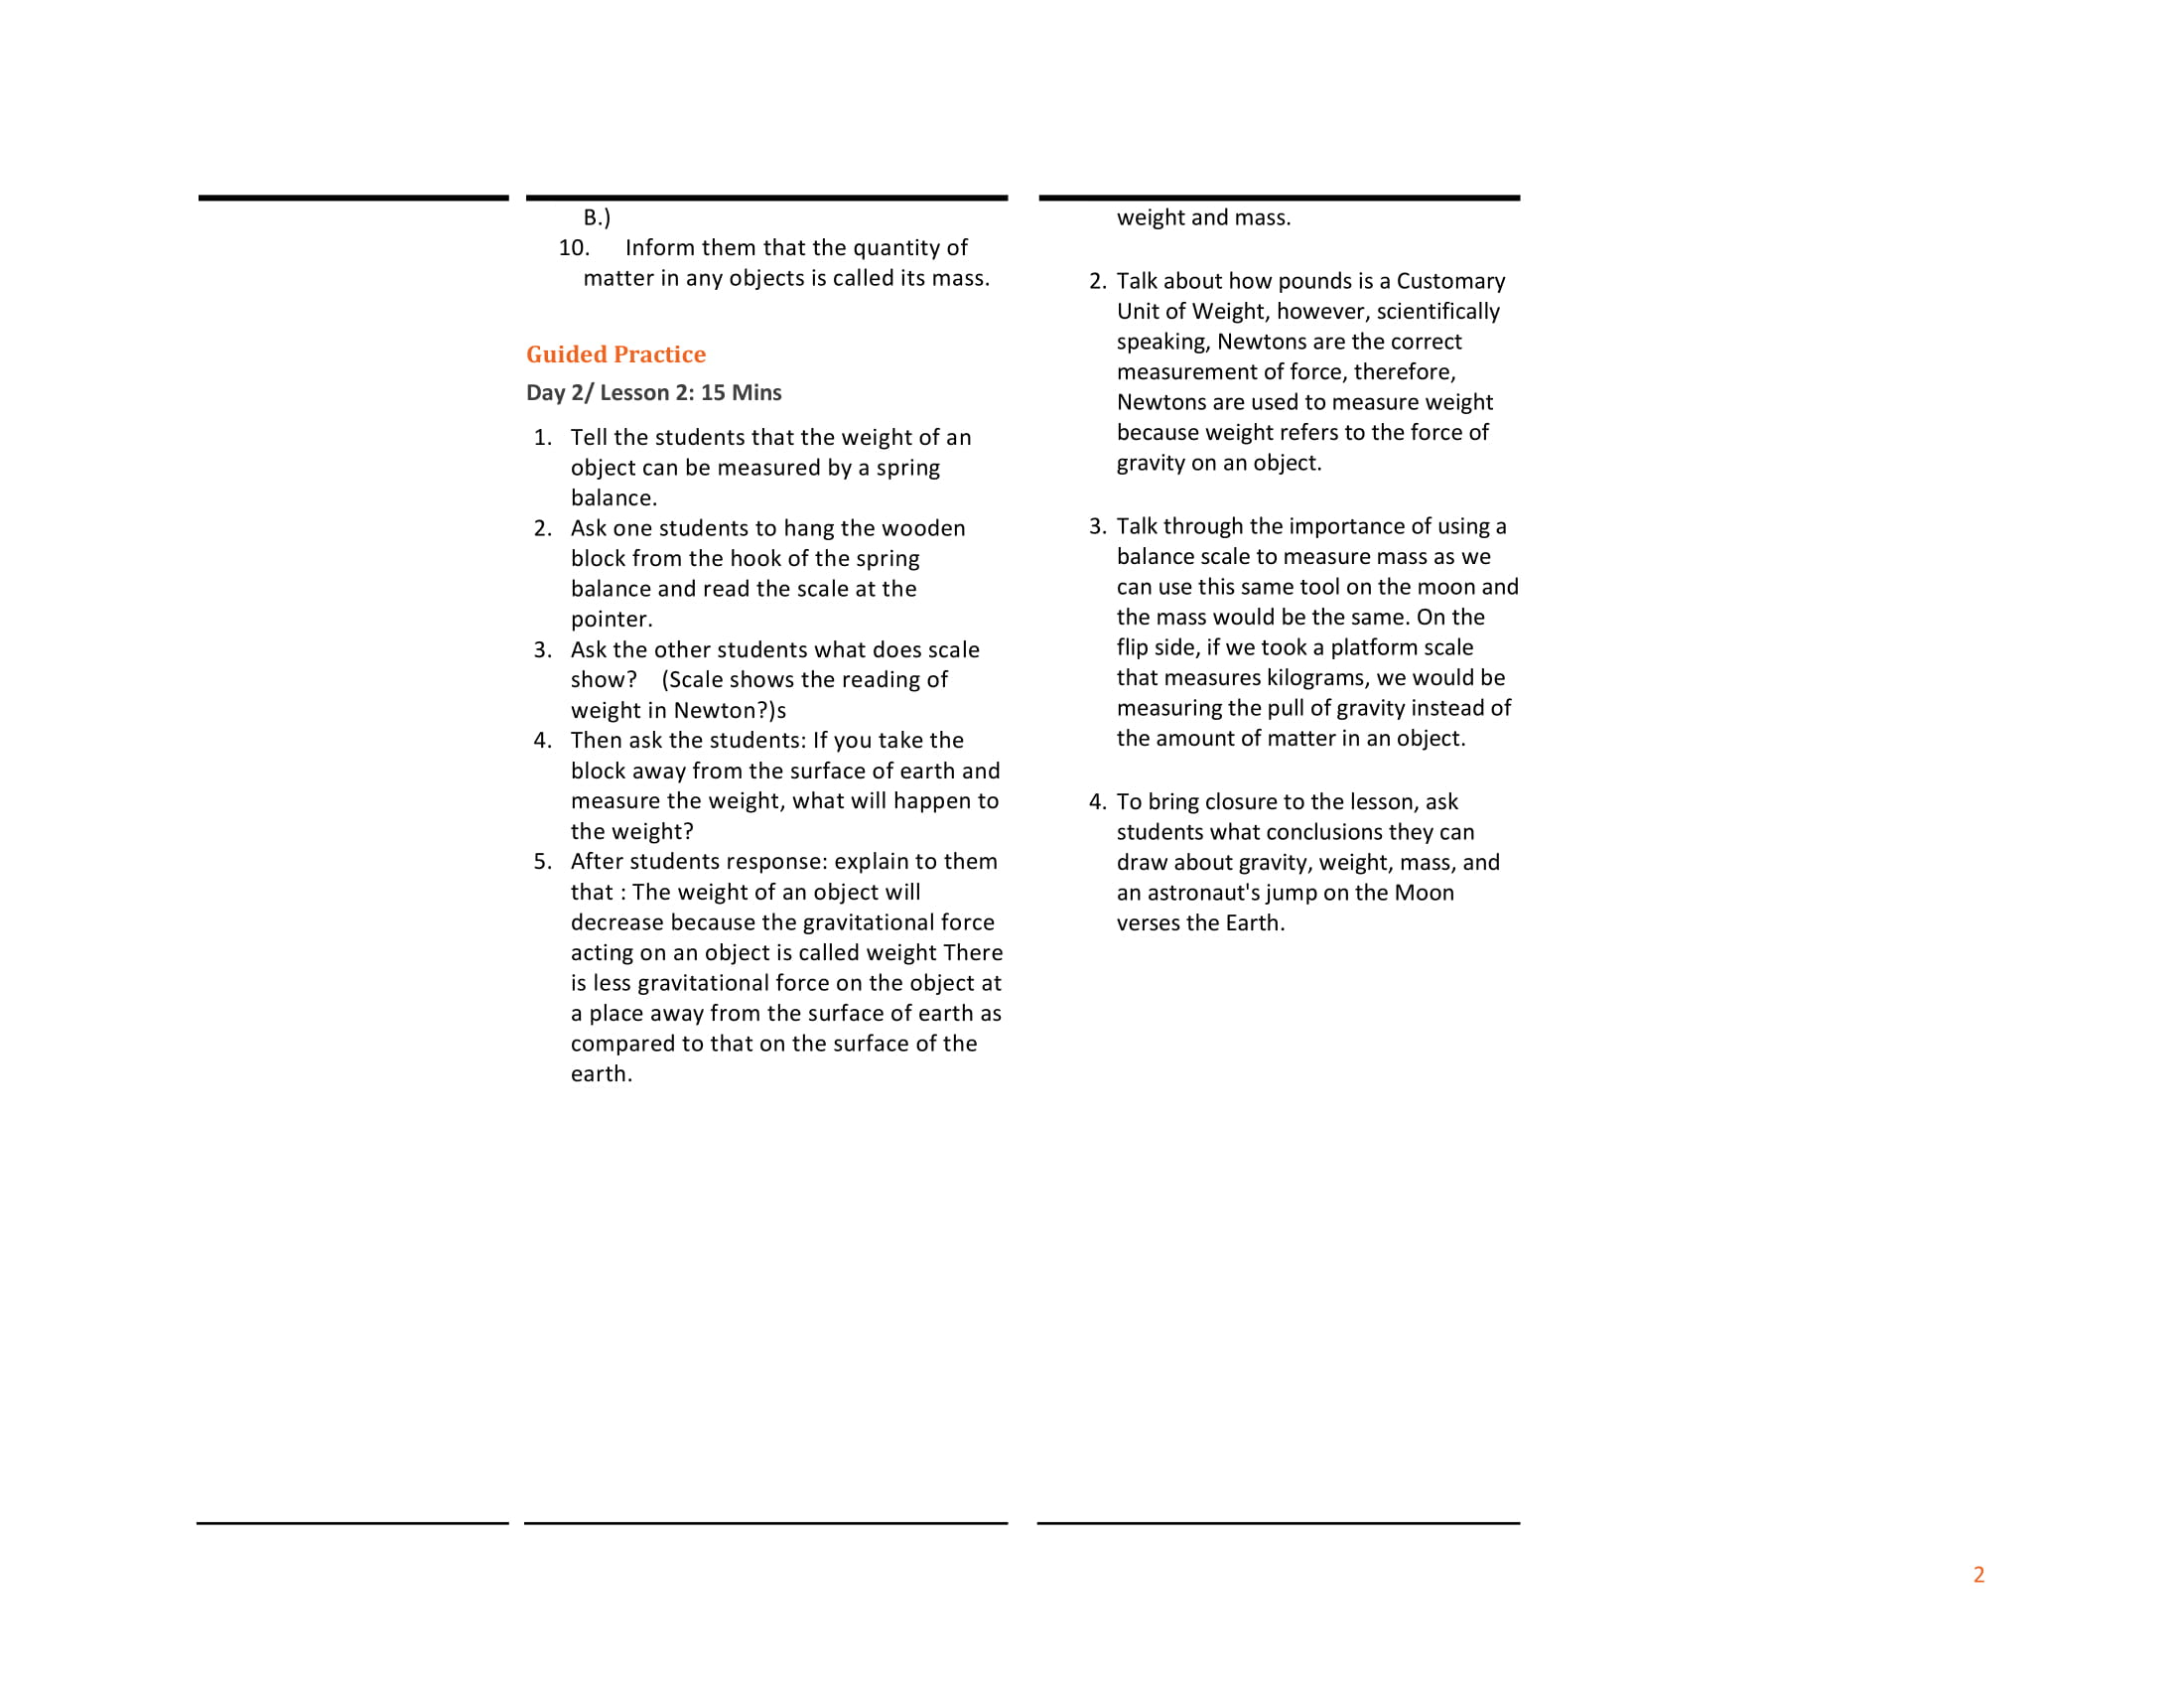 B.)
10. Inform them that the quantity of
matter in any objects is called its mass.
Guided Practice
Day 2/ Lesson 2: 15 Mins
1. Tell the students that the weight of an
object can be measured by a spring
balance.
2. Ask one students to hang the wooden
block from the hook of the spring
balance and read the scale at the
pointer.
3. Ask the other students what does scale
show? (Scale shows the reading of
weight in Newton?)s
4. Then ask the students: If you take the
block away from the surface of earth and
measure the weight, what will happen to
the weight?
5. After students response: explain to them
that : The weight of an object will
decrease because the gravitational force
acting on an object is called weight There
is less gravitational force on the object at
a place away from the surface of earth as
compared to that on the surface of the
earth.
weight and mass.
2. Talk about how pounds is a Customary
Unit of Weight, however, scientifically
speaking, Newtons are the correct
measurement of force, therefore,
Newtons are used to measure weight
because weight refers to the force of
gravity on an object.
3. Talk through the importance of using a
balance scale to measure mass as we
can use this same tool on the moon and
the mass would be the same. On the
flip side, if we took a platform scale
that measures kilograms, we would be
measuring the pull of gravity instead of
the amount of matter in an object.
4. To bring closure to the lesson, ask
students what conclusions they can
draw about gravity, weight, mass, and
an astronaut's jump on the Moon
verses the Earth.
2